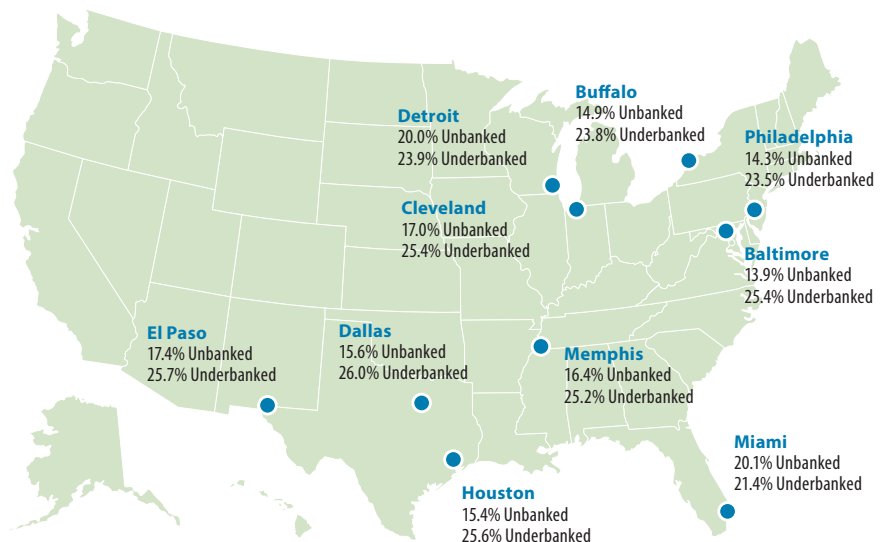 Buffalo
14.9% Unbanked
23.8% Underbanked
Detroit
20.0% Unbanked
23.9% Underbanked
Philadelphia
14.3% Unbanked
23.5% Underbanked
Cleveland
17.0% Unbanked
25.4% Underbanked
Baltimore
13.9% Unbanked
25.4% Underbanked
El Paso
17.4% Unbanked
25.7% Underbanked
Dallas
15.6% Unbanked
26.0% Underbanked
Memphis
16.4% Unbanked
25.2% Underbanked
Miami
20.1% Unbanked
21.4% Underbanked
Houston
15.4% Unbanked
25.6% Underbanked